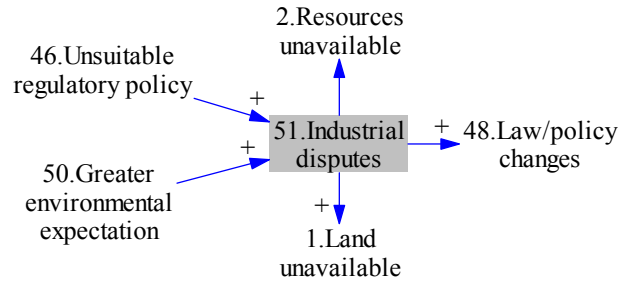 2.Resources
unavailable
46.Unsuitable
regulatory policy
+
51.Industrial
disputes
+
48.Law/policy
changes
+
50.Greater
environmental
expectation
+
1.Land
unavailable